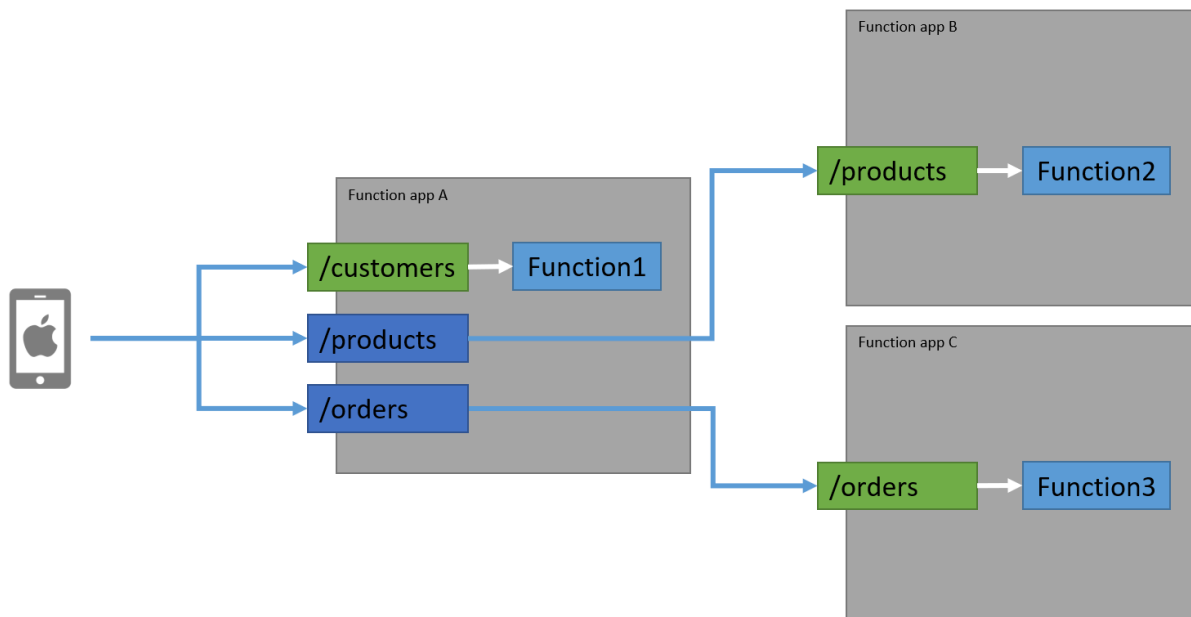 Function app A
/customers
Function1
/products
/orders
Function app B
/products
Function2
Function app C
/orders
Function3